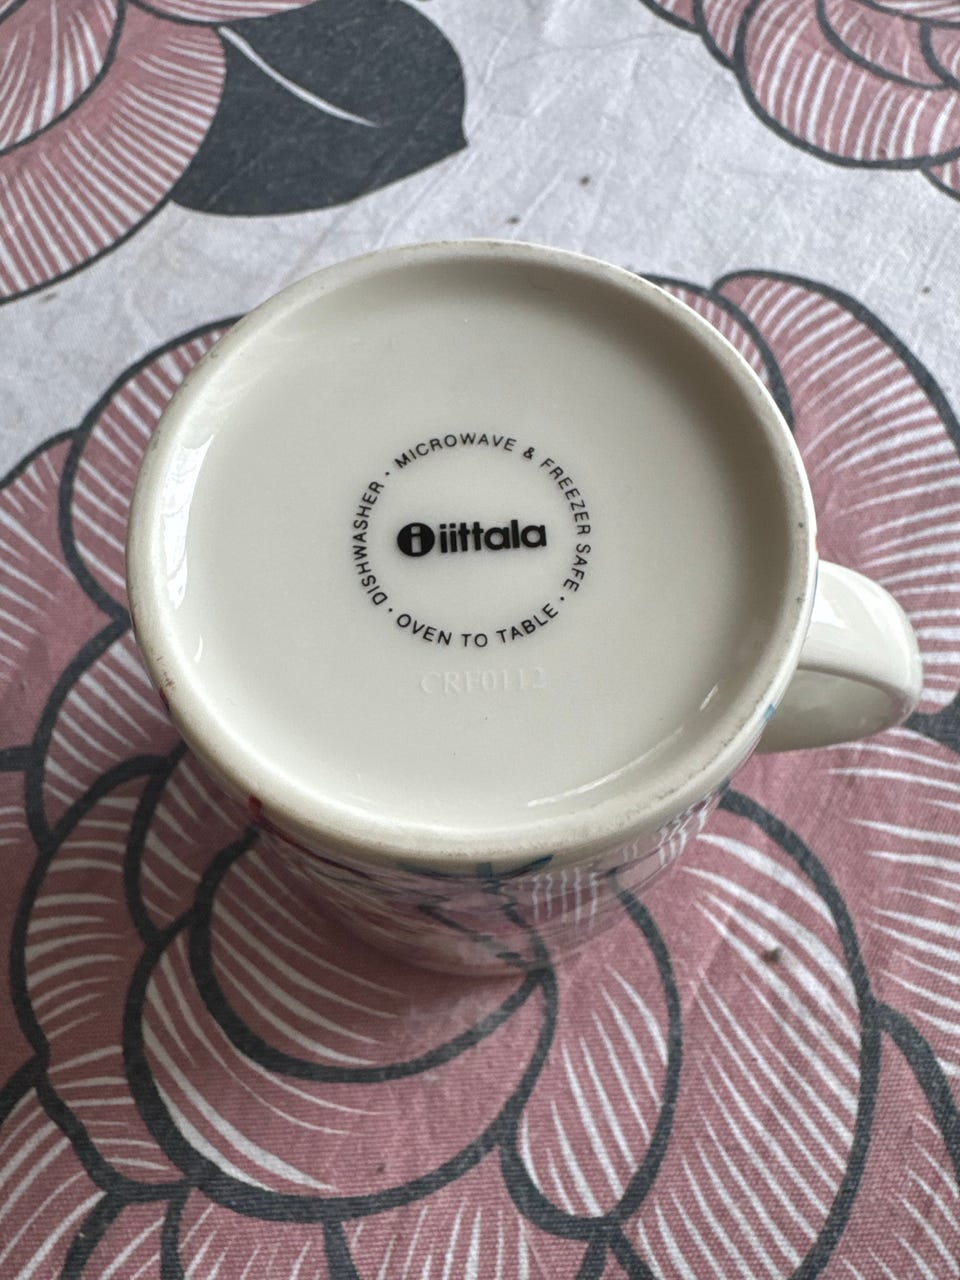 MICROWAVE & FREEZER SAFE · OVEN TO TABLE · DISHWASHER ·
i iittala
CRF0112